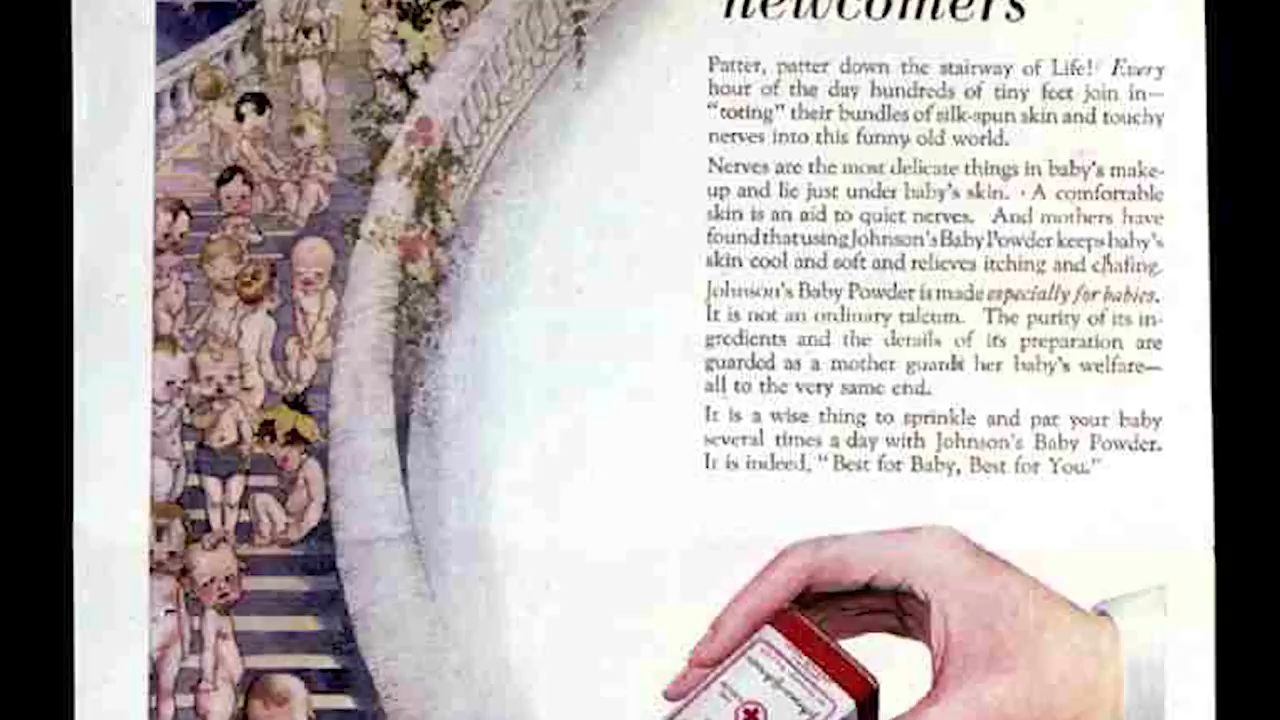 newcomers
Patter, patter down the stairway of Life! Every
hour of the day hundreds of tiny feet join in—
"toting" their bundles of silk-spun skin and touchy
nerves into this funny old world.
Nerves are the most delicate things in baby's make-
up and lie just under baby's skin. A comfortable
skin is an aid to quiet nerves. And mothers have
found that using Johnson's Baby Powder keeps baby's
skin cool and soft and relieves itching and chafing.
Johnson's Baby Powder is made especially for babies.
It is not an ordinary talcum. The purity of its in-
gredients and the details of its preparation are
guarded as a mother guards her baby's welfare—
all to the very same end.
It is a wise thing to sprinkle and pat your baby
several times a day with Johnson's Baby Powder.
It is indeed, "Best for Baby, Best for You."